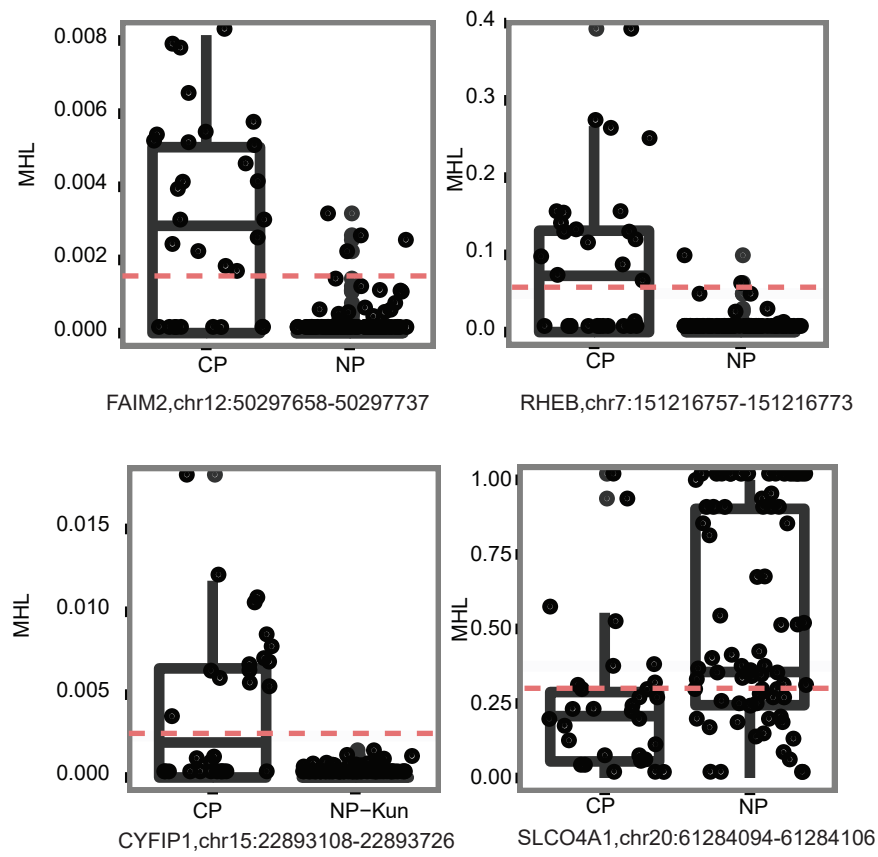 0.008
0.006
0.004
0.002
0.000
MHL
CP NP
FAIM2,chr12:50297658-50297737
0.4
0.3
0.2
0.1
0.0
MHL
CP NP
RHEB,chr7:151216757-151216773
0.015
0.010
0.005
0.000
MHL
CP NP−Kun
CYFIP1,chr15:22893108-22893726
1.00
0.75
0.50
0.25
0.00
MHL
CP NP
SLCO4A1,chr20:61284094-61284106